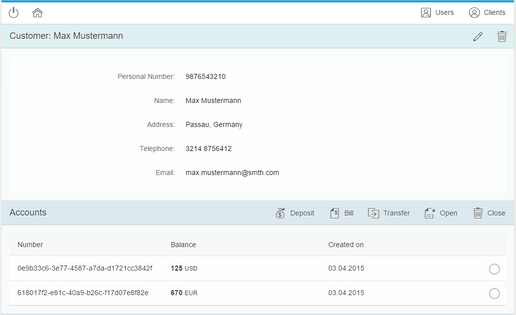 Users Clients
Customer: Max Mustermann
Personal Number: 9876543210
Name: Max Mustermann
Address: Passau, Germany
Telephone: 3214 8756412
Email: max.mustermann@smth.com
Accounts Deposit Bill Transfer Open Close
Number Balance Created on
0e9b33c6-3e77-4587-a7da-d1721cc3842f 125 USD 03.04.2015
618017f2-e81c-40a9-b26c-f17d07e8f82e 670 EUR 03.04.2015